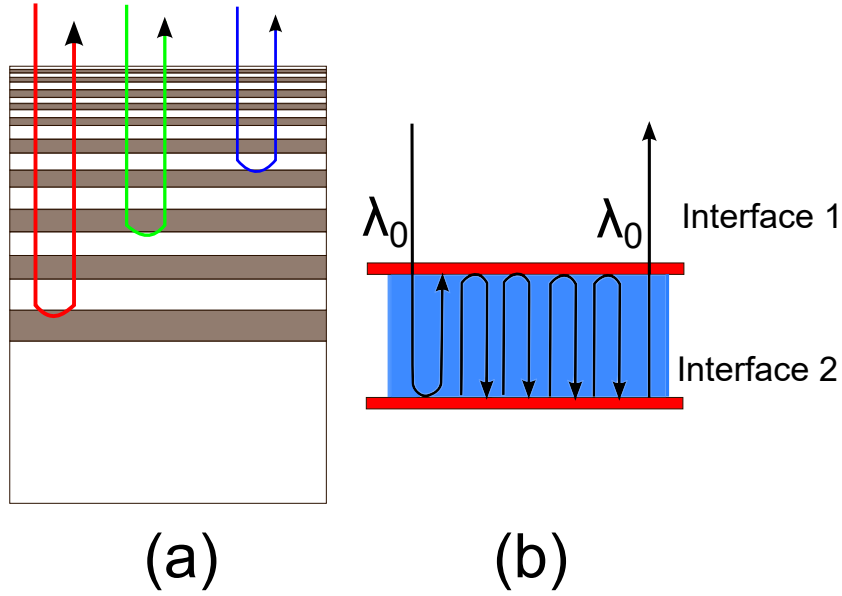 λ0
λ0
Interface 1
Interface 2
(a)
(b)